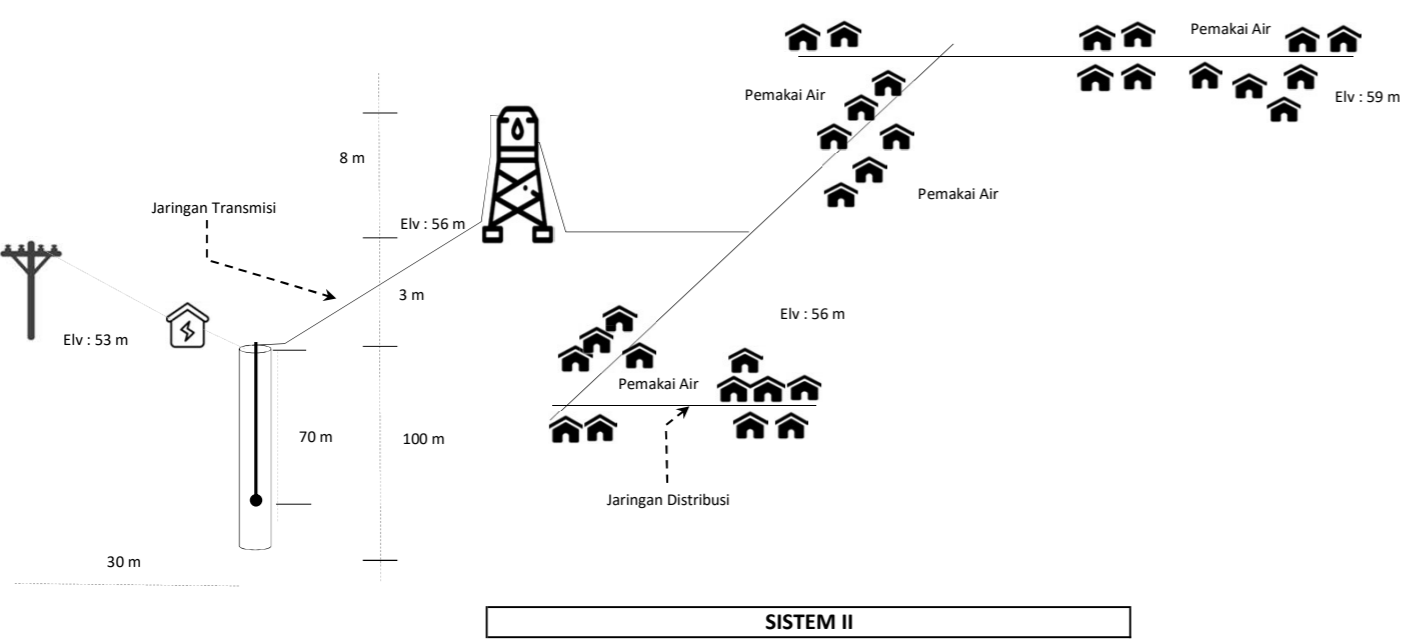 Pemakai Air
Pemakai Air
Elv : 59 m
8 m
Pemakai Air
Jaringan Transmisi
Elv : 56 m
3 m
Elv : 56 m
Elv : 53 m
Pemakai Air
70 m
100 m
Jaringan Distribusi
30 m
SISTEM II